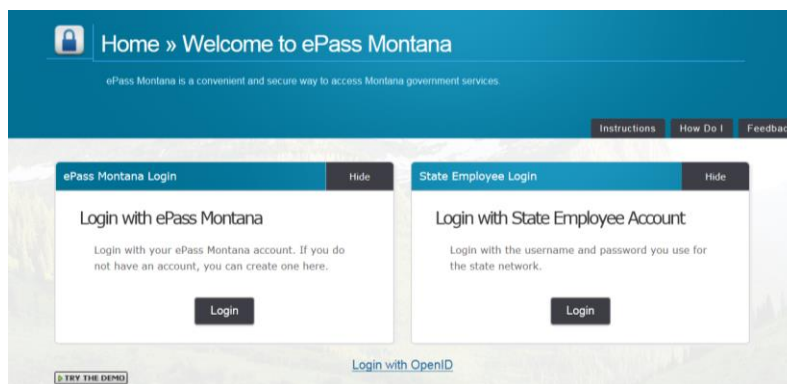 Home » Welcome to ePass Montana
ePass Montana is a convenient and secure way to access Montana government services.
Instructions How Do I Feedbac
ePass Montana Login Hide
Login with ePass Montana
Login with your ePass Montana account. If you do
not have an account, you can create one here.
Login
State Employee Login Hide
Login with State Employee Account
Login with the username and password you use for
the state network.
Login
Login with OpenID
TRY THE DEMO